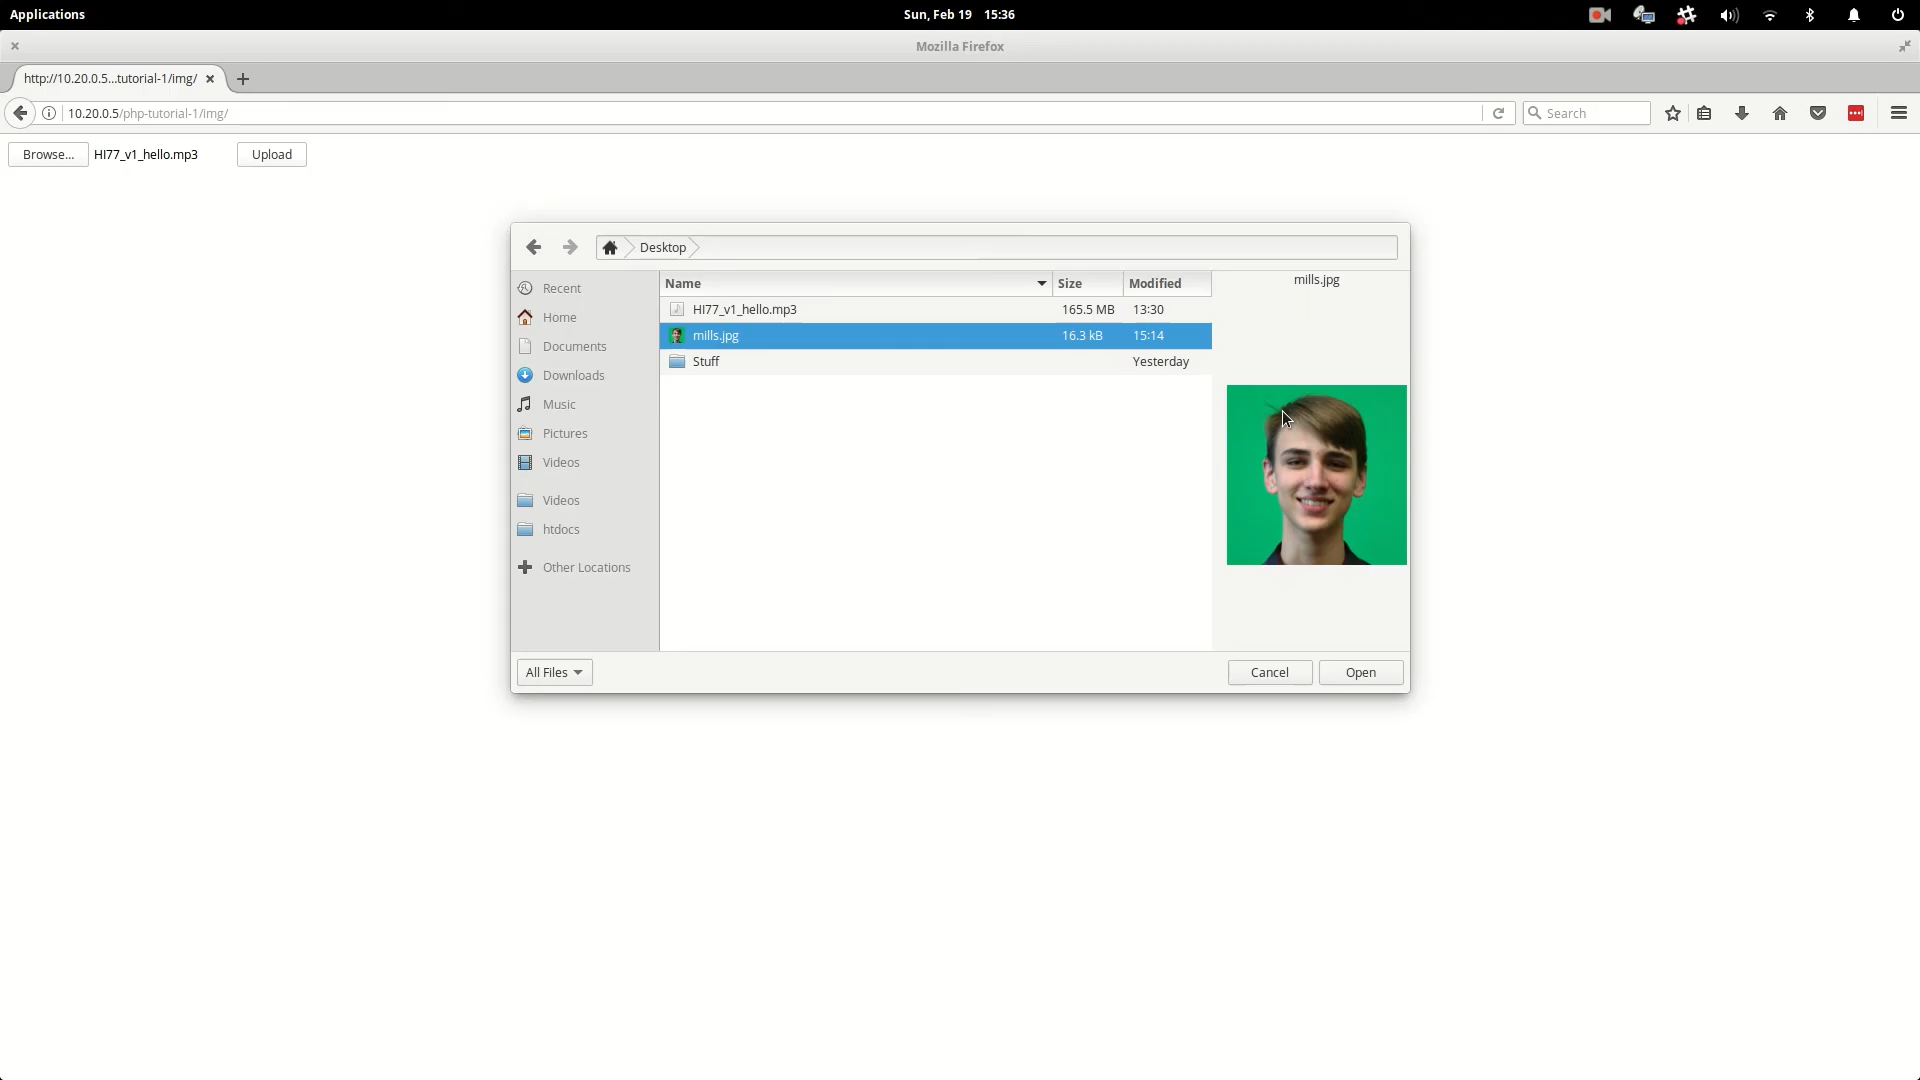 Applications
Sun, Feb 19 15:36
Mozilla Firefox
http://10.20.0.5...tutorial-1/img/
10.20.0.5/php-tutorial-1/img/
Search
Browse... HI77_v1_hello.mp3 Upload
Desktop
Recent
Home
Documents
Downloads
Music
Pictures
Videos
Videos
htdocs
Other Locations
Name Size Modified
HI77_v1_hello.mp3 165.5 MB 13:30
mills.jpg 16.3 kB 15:14
Stuff Yesterday
mills.jpg
All Files
Cancel Open